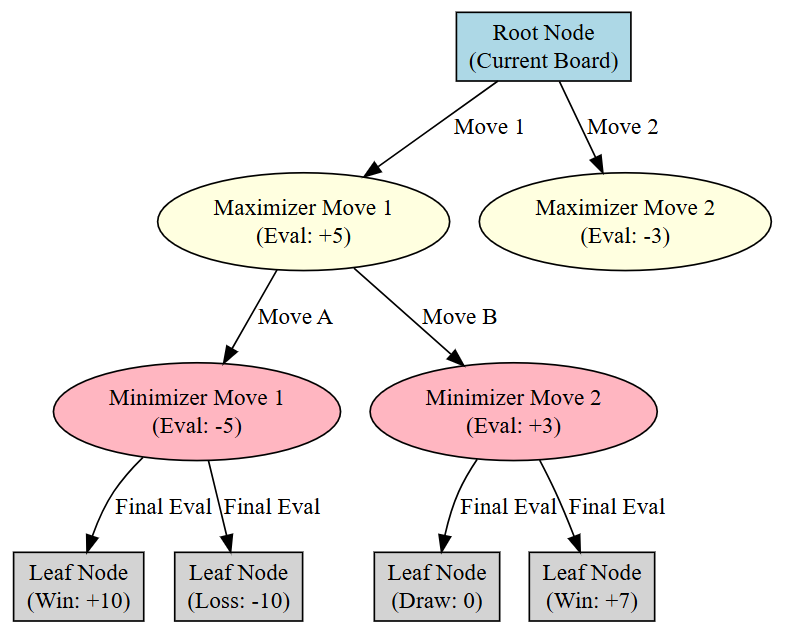 Root Node
(Current Board)
Move 1
Move 2
Maximizer Move 1
(Eval: +5)
Maximizer Move 2
(Eval: -3)
Move A
Move B
Minimizer Move 1
(Eval: -5)
Minimizer Move 2
(Eval: +3)
Final Eval
Final Eval
Final Eval
Final Eval
Leaf Node
(Win: +10)
Leaf Node
(Loss: -10)
Leaf Node
(Draw: 0)
Leaf Node
(Win: +7)